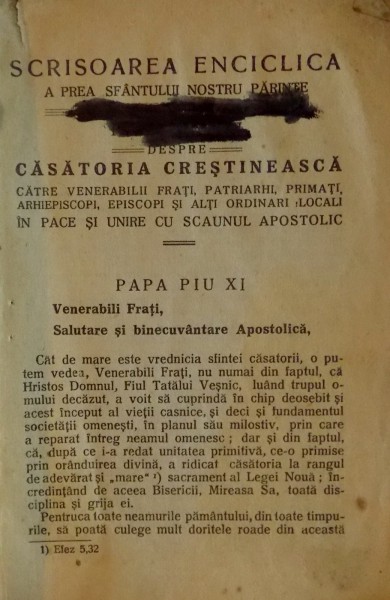 SCRISOAREA ENCICLICA
A PREA SFÂNTULUI NOSTRU PĂRINTE
DESPRE
CĂSĂTORIA CREŞTINEASCĂ
CĂTRE VENERABILII FRAŢI, PATRIARHI, PRIMAŢI,
ARHIEPISCOPI, EPISCOPI ŞI ALŢI ORDINARI LOCALI
ÎN PACE ŞI UNIRE CU SCAUNUL APOSTOLIC
PAPA PIU XI
Venerabili Fraţi,
Salutare şi binecuvântare Apostolică,
Cât de mare este vrednicia sfintei căsatorii, o pu-
tem vedea, Venerabili Fraţi, nu numai din faptul, că
Hristos Domnul, Fiul Tatălui Veşnic, luând trupul o-
mului decăzut, a voit să cuprindă în chip deosebit şi
acest început al vieţii casnice, şi deci şi fundamentul
societăţii omeneşti, în planul său milostiv, prin care
a reparat întreg neamul omenesc ; dar şi din faptul,
că, după ce i-a redat unitatea primitivă, ce-o promise
prin orânduirea divină, a ridicat căsătoria la rangul
de adevărat şi „mare" ¹) sacrament al Legei Nouă ; în-
credinţând de aceea Bisericii, Mireasa Sa, toată dis-
ciplina şi grija ei.
Pentruca toate neamurile pământului, din toate timpu-
rile, să poată culege mult doritele roade din această
1) Efez 5,32